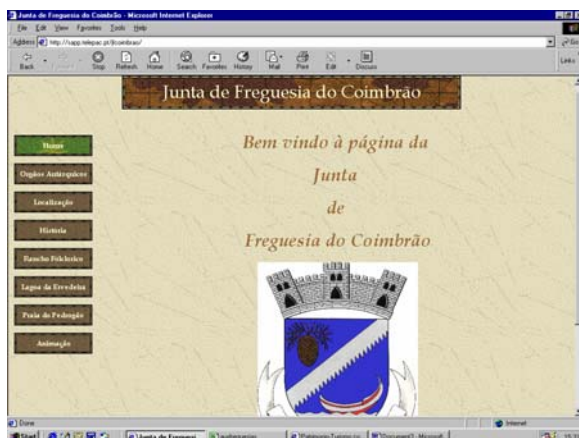 Junta de Freguesia do Coimbrão - Microsoft Internet Explorer
File Edit View Favorites Tools Help
Address
Back Stop Refresh Home Search Favorites History Mail Print Edit Discuss
Links
Junta de Freguesia do Coimbrão
Home
Orgãos Autárquicos
Localização
História
Rancho Folclórico
Lagoa da Ervedeira
Praia do Pedrogão
Animação
Bem vindo à página da
Junta
de
Freguesia do Coimbrão
Done
Internet
Start